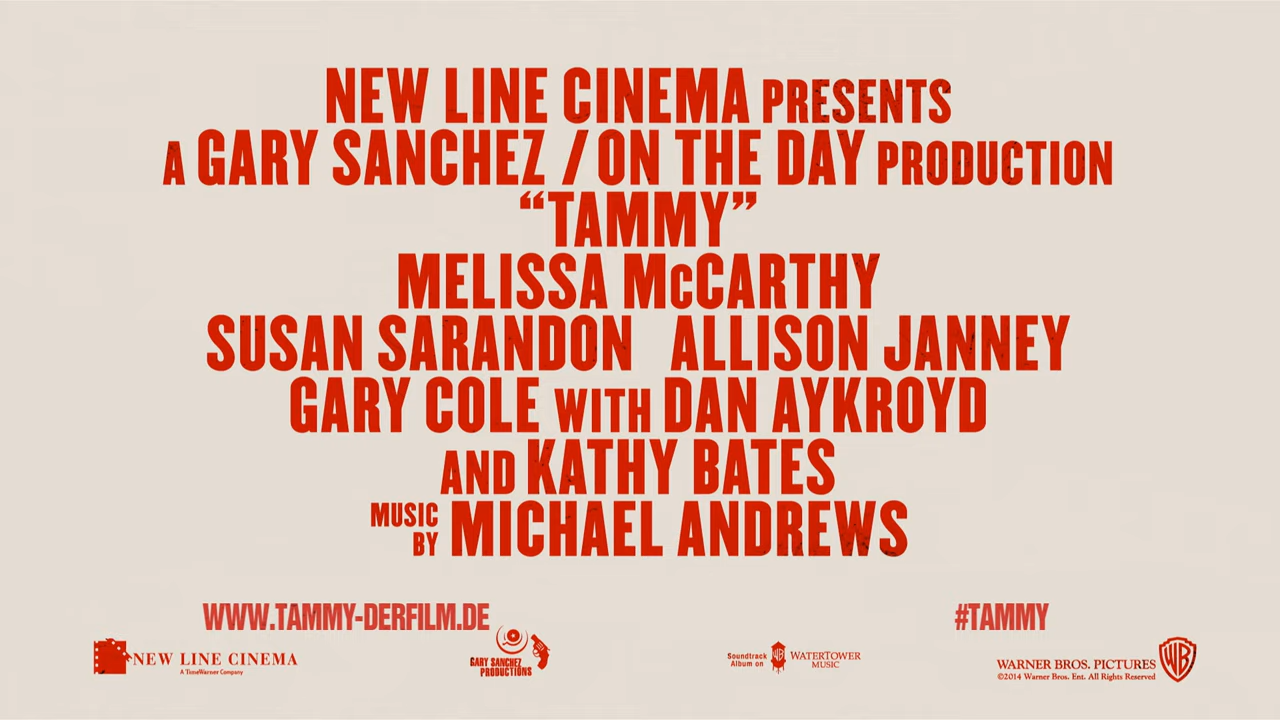 NEW LINE CINEMA PRESENTS
A GARY SANCHEZ / ON THE DAY PRODUCTION
“TAMMY”
MELISSA McCARTHY
SUSAN SARANDON ALLISON JANNEY
GARY COLE WITH DAN AYKROYD
AND KATHY BATES
MUSIC BY MICHAEL ANDREWS
WWW.TAMMY-DERFILM.DE
#TAMMY
NEW LINE CINEMA
A TimeWarner Company
GARY SANCHEZ
PRODUCTIONS
Soundtrack
Album on
WB
WATERTOWER
MUSIC
WARNER BROS. PICTURES
©2014 Warner Bros. Ent. All Rights Reserved
WB